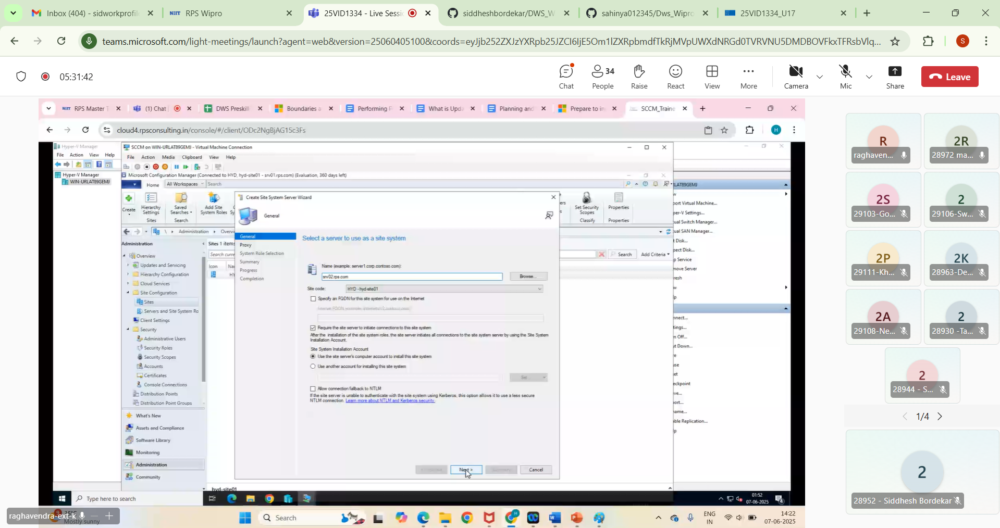 Inbox (404) - sidworkprofil
NIIT RPS Wipro
25VID1334 - Live Sessi
siddheshbordekar/DWS_W
sahinya012345/Dws_Wipro
25VID1334_U17
teams.microsoft.com/light-meetings/launch?agent=web&version=25060405100&coords=eyJjb252ZXJzYXRpb25JZCI6IjE5Om1lZXRpbmdfTkRjMVpUWXdNRGd0TVRVNU5DMDBOVFkxTFRsbVlq...
S
05:31:42
Chat
34
People
Raise
React
View
More
Camera
Mic
Share
Leave
NIIT RPS Master T
(1) Chat
DWS Preskill
Boundaries a
Performing P
What is Upda
Planning and
Prepare to in
SCCM_Traine
cloud4.rpsconsulting.in/console/#/client/ODc2NgBjAG15c3Fs
H
Hyper-V Manager
File Action View Help
Hyper-V Manager
WIN-URLAT89GEMJ
SCCM on WIN-URLAT89GEMJ - Virtual Machine Connection
File Action Media Clipboard View Help
Microsoft Configuration Manager (Connected to HYD, hyd-site01 - srv01.rps.com) (Evaluation, 360 days left)
Home All Workspaces Search
Create
Hierarchy Settings
Sites
Saved Searches
Search
Add Site System Roles
Set Security Scopes
Classify
Properties
Properties
\ Administration Overvi
Administration
Overview
Updates and Servicing
Hierarchy Configuration
Cloud Services
Site Configuration
Sites
Servers and Site System Ro
Client Settings
Security
Administrative Users
Security Roles
Security Scopes
Accounts
Certificates
Console Connections
Distribution Points
Distribution Point Groups
What's New
Assets and Compliance
Software Library
Monitoring
Administration
Community
Sites 1 items
Search curre
Icon Na
HY
Search
Add Criteria
hyd-site01
Create Site System Server Wizard
General
General
Proxy
System Role Selection
Summary
Progress
Completion
Select a server to use as a site system
Name (example: server1.corp.contoso.com):
srv02.rps.com
Browse...
Site code:
HYD - hyd-site01
Specify an FQDN for this site system for use on the Internet
Require the site server to initiate connections to this site system
After the installation of the site system roles, the site server initiates all connections to the site system server by using the Site System
Installation Account.
Site System Installation Account
Use the site server's computer account to install this site system
Use another account for installing this site system
Set...
Allow connection fallback to NTLM
If the site server is unable to authenticate with the site system using Kerberos, this option allows it to use a less secure
NTLM connection. Learn more about NTLM and Kerberos security.
Next >
Summary
Cancel
LAT89GEMJ
w
port Virtual Machine...
per-V Settings...
ual Switch Manager...
ual SAN Manager...
t Disk...
pect Disk...
p Service
move Server
resh
w
lp
nnect...
tings...
n Off...
ut Down...
e
use
set
eckpoint
ve...
ort...
name...
ble Replication...
lp
Type here to search
01:52
07-06-2025
4
raghavendra-ext-k
Mostly sunny
Search
ENG
IN
14:22
07-06-2025
R
raghaven...
2R
28972 ma...
2S
29103-Go...
2
29106-Sw...
2P
29111-Kh...
2K
28963-De...
2A
29108-Ne...
2
28930 -Ta...
2
28944 - S...
1/4
2
28952 - Siddhesh Bordekar